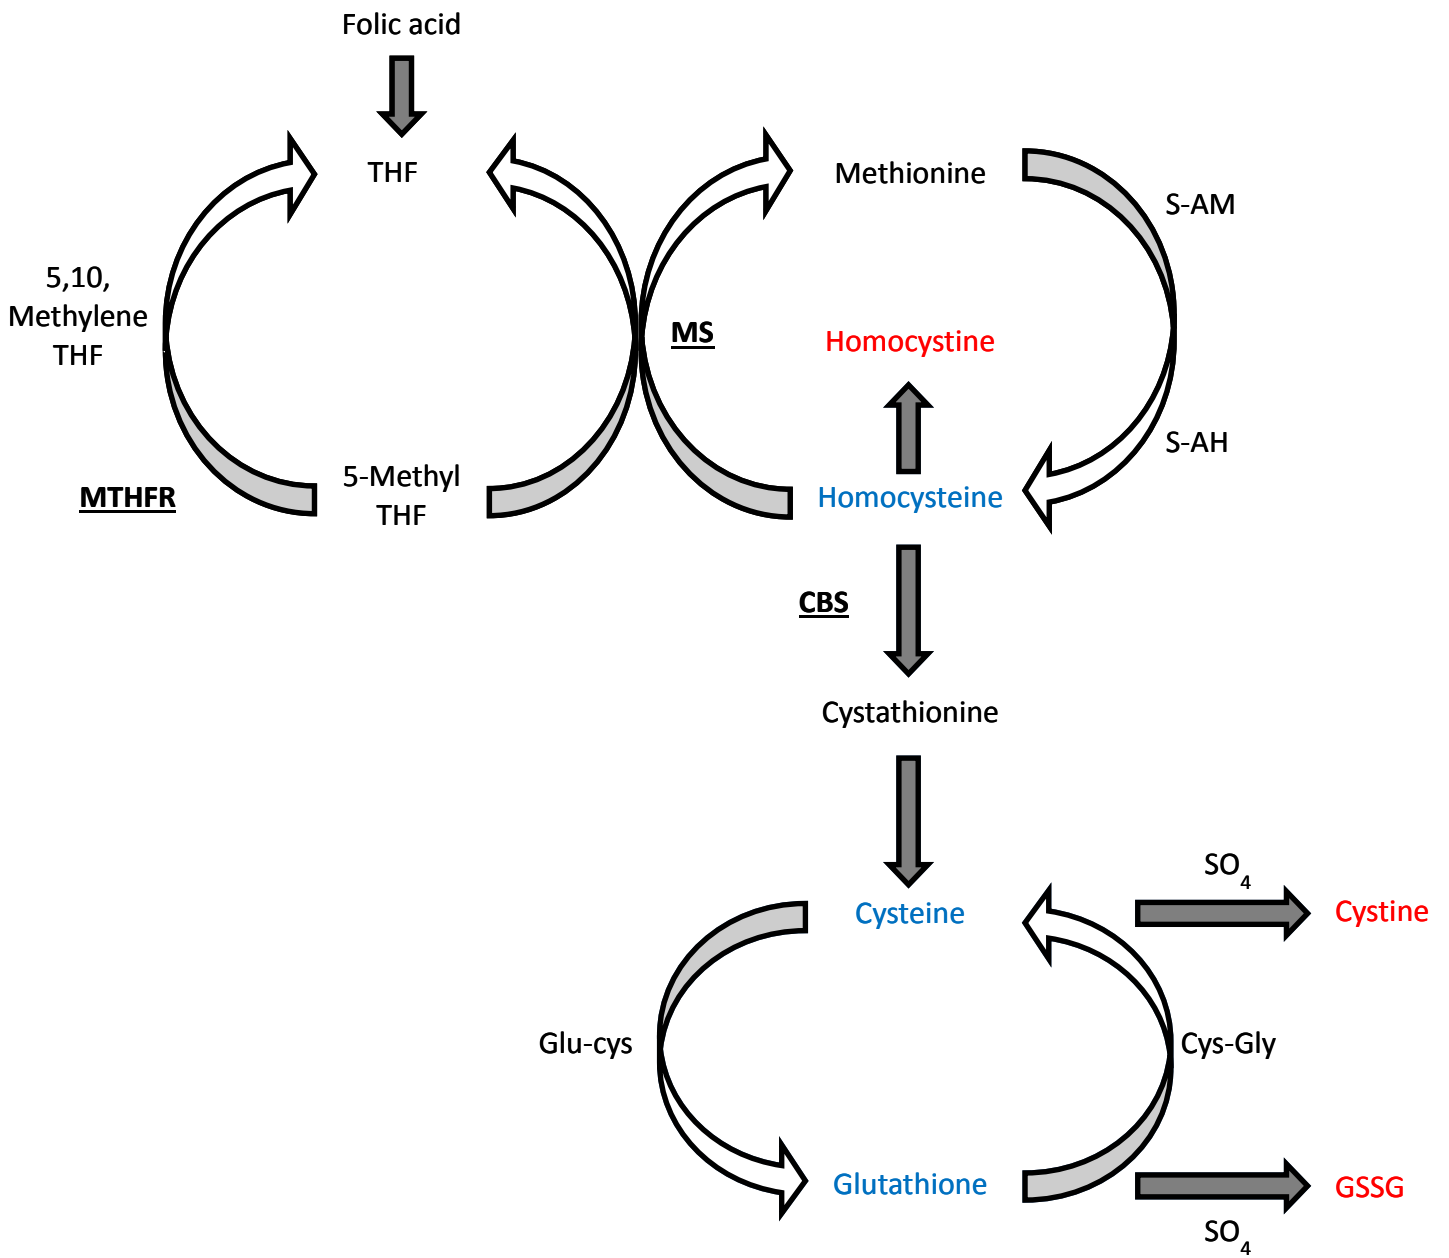 Folic acid
THF
Methionine
S-AM
5,10,
Methylene
THF
MS
Homocystine
S-AH
MTHFR
5-Methyl
THF
Homocysteine
CBS
Cystathionine
SO4
Cysteine
Cystine
Glu-cys
Cys-Gly
Glutathione
GSSG
SO4